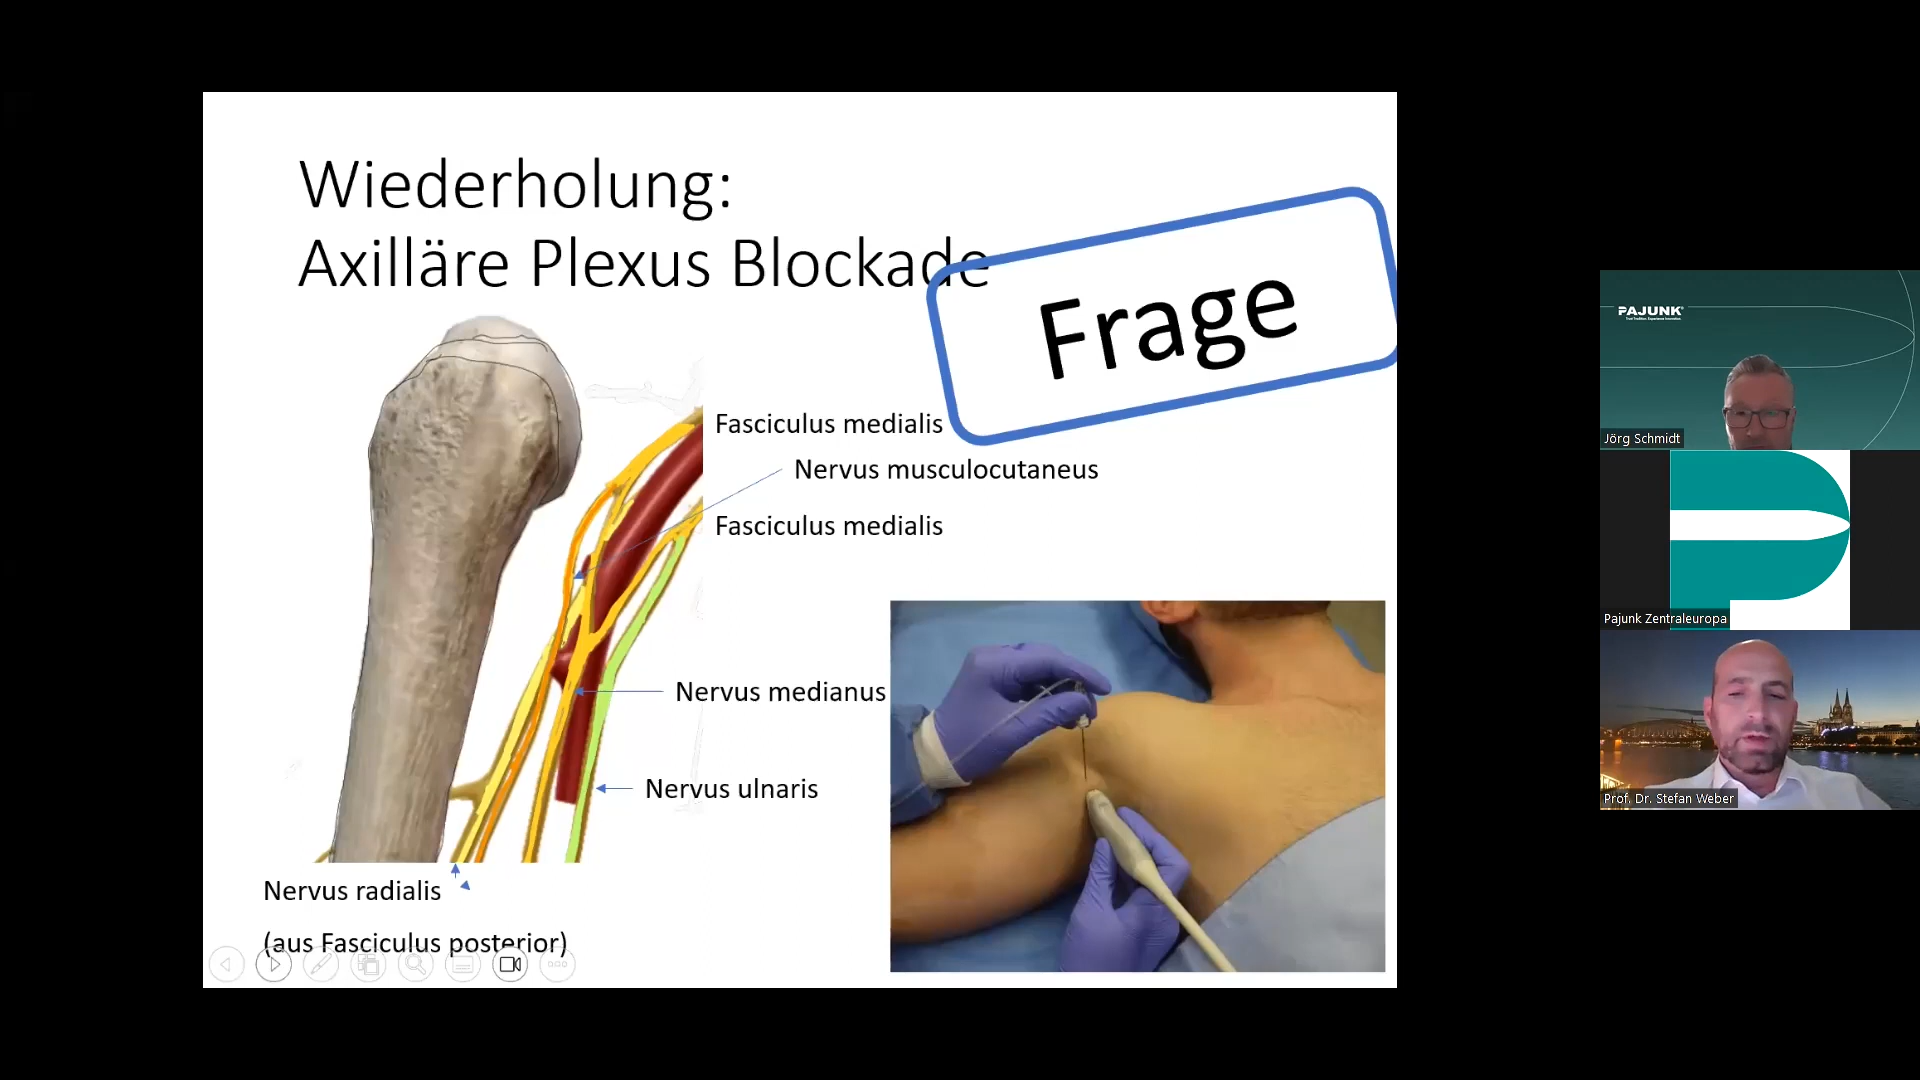 Wiederholung:
Axilläre Plexus Blockade
Frage
Fasciculus medialis
Nervus musculocutaneus
Fasciculus medialis
Nervus medianus
Nervus ulnaris
Nervus radialis
(aus Fasciculus posterior)
PAJUNK
Jörg Schmidt
Pajunk Zentraleuropa
Prof. Dr. Stefan Weber